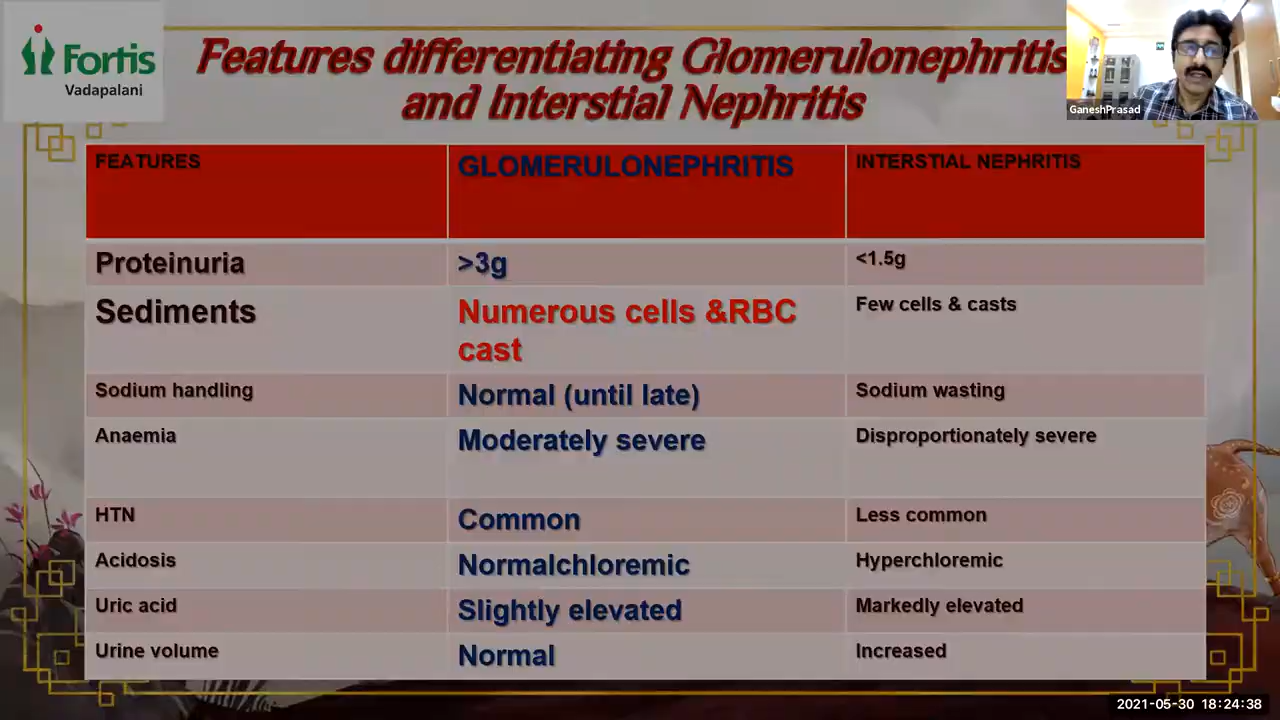 Fortis
Vadapalani
Features differentiating Glomerulonephritis
and Interstial Nephritis
GaneshPrasad
FEATURES
GLOMERULONEPHRITIS
INTERSTIAL NEPHRITIS
Proteinuria
>3g
<1.5g
Sediments
Numerous cells &RBC
cast
Few cells & casts
Sodium handling
Normal (until late)
Sodium wasting
Anaemia
Moderately severe
Disproportionately severe
HTN
Common
Less common
Acidosis
Normalchloremic
Hyperchloremic
Uric acid
Slightly elevated
Markedly elevated
Urine volume
Normal
Increased
2021-05-30 18:24:38